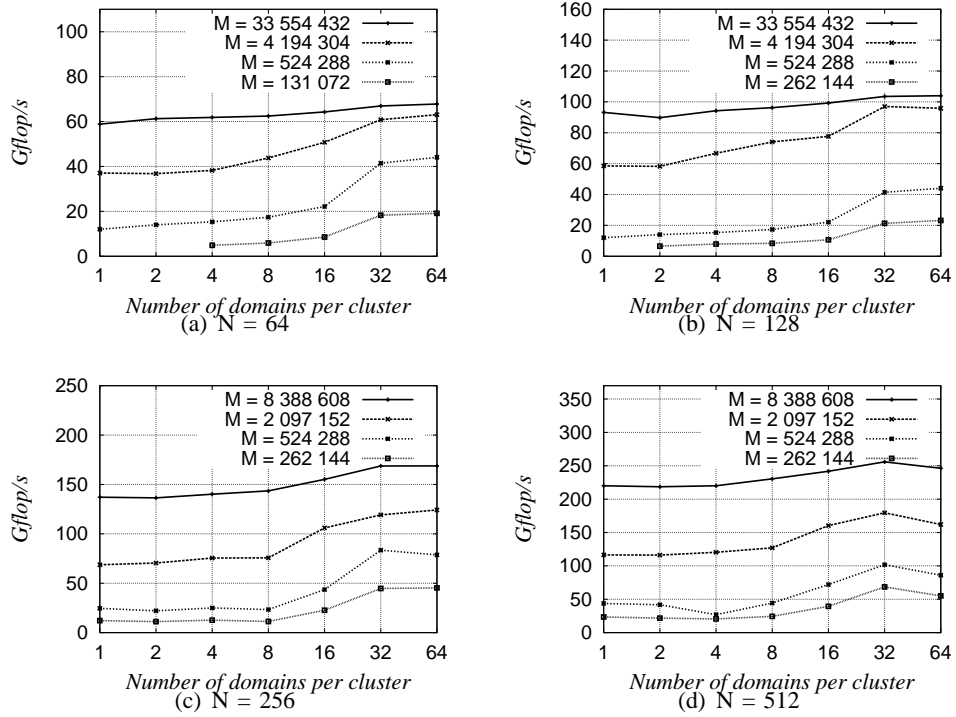 Gflop/s
100
80
60
40
20
0
M = 33 554 432
M = 4 194 304
M = 524 288
M = 131 072
1 2 4 8 16 32 64
Number of domains per cluster
(a) N = 64
Gflop/s
160
140
120
100
80
60
40
20
0
M = 33 554 432
M = 4 194 304
M = 524 288
M = 262 144
1 2 4 8 16 32 64
Number of domains per cluster
(b) N = 128
Gflop/s
250
200
150
100
50
0
M = 8 388 608
M = 2 097 152
M = 524 288
M = 262 144
1 2 4 8 16 32 64
Number of domains per cluster
(c) N = 256
Gflop/s
350
300
250
200
150
100
50
0
M = 8 388 608
M = 2 097 152
M = 524 288
M = 262 144
1 2 4 8 16 32 64
Number of domains per cluster
(d) N = 512